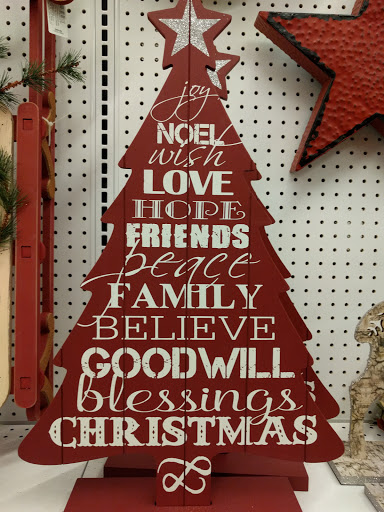 joy
NOEL
wish
LOVE
HOPE
FRIENDS
peace
FAMILY
BELIEVE
GOODWILL
blessings
CHRISTMAS